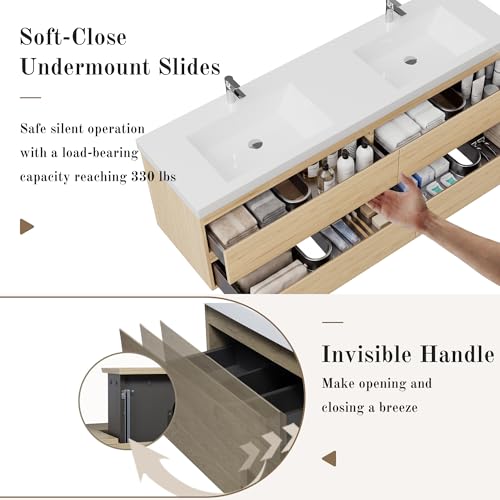 Soft-Close
Undermount Slides
Safe silent operation
with a load-bearing
capacity reaching 330 lbs
Invisible Handle
Make opening and
closing a breeze